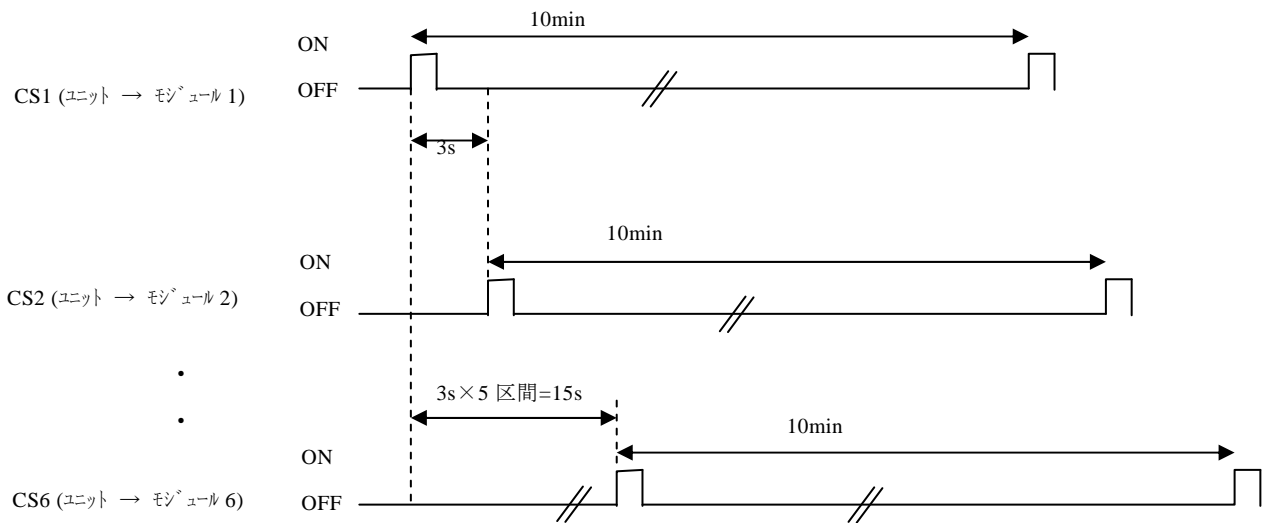 10min
ON
CS1 (ﾕﾆｯﾄ → ﾓｼﾞｭｰﾙ 1)
OFF
3s
10min
ON
CS2 (ﾕﾆｯﾄ → ﾓｼﾞｭｰﾙ 2)
OFF
・
3s×5 区間=15s
・
10min
ON
CS6 (ﾕﾆｯﾄ → ﾓｼﾞｭｰﾙ 6)
OFF